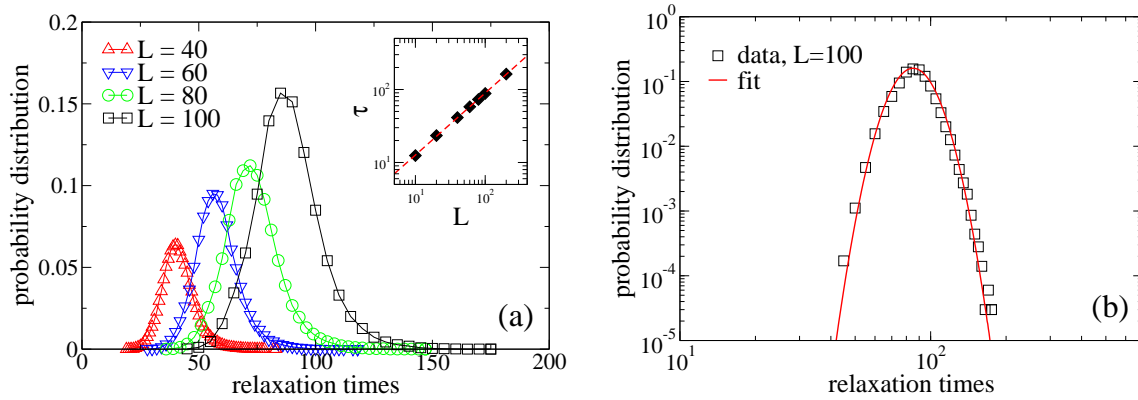 0.2
0.15
0.1
0.05
0
probability distribution
L = 40
L = 60
L = 80
L = 100
τ
10²
10¹
10⁰ 10¹ 10²
L
(a)
0 50 100 150 200
relaxation times
10⁰
10⁻¹
10⁻²
10⁻³
10⁻⁴
10⁻⁵
probability distribution
data, L=100
fit
(b)
10 10²
relaxation times